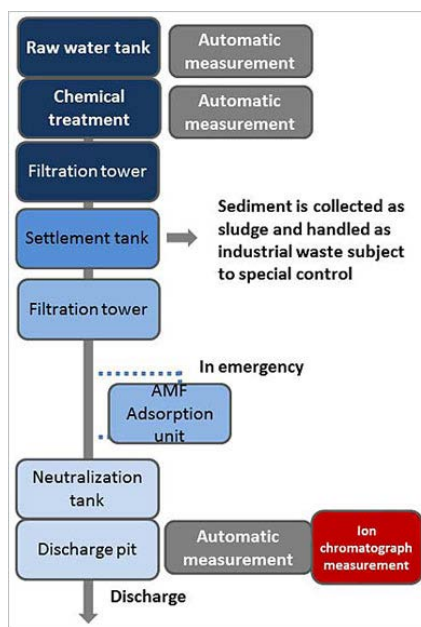 Raw water tank
Automatic
measurement
Chemical
treatment
Automatic
measurement
Filtration tower
Settlement tank
Sediment is collected as
sludge and handled as
industrial waste subject
to special control
Filtration tower
In emergency
AMF
Adsorption
unit
Neutralization
tank
Discharge pit
Automatic
measurement
Ion
chromatograph
measurement
Discharge